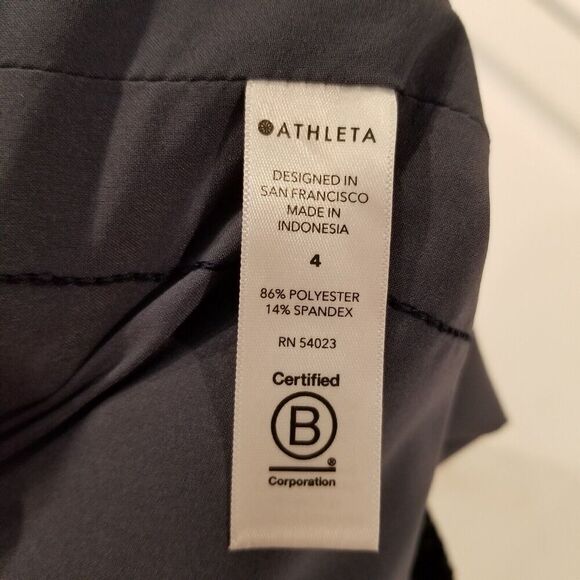 ATHLETA
DESIGNED IN
SAN FRANCISCO
MADE IN
INDONESIA
4
86% POLYESTER
14% SPANDEX
RN 54023
Certified
B
®
Corporation